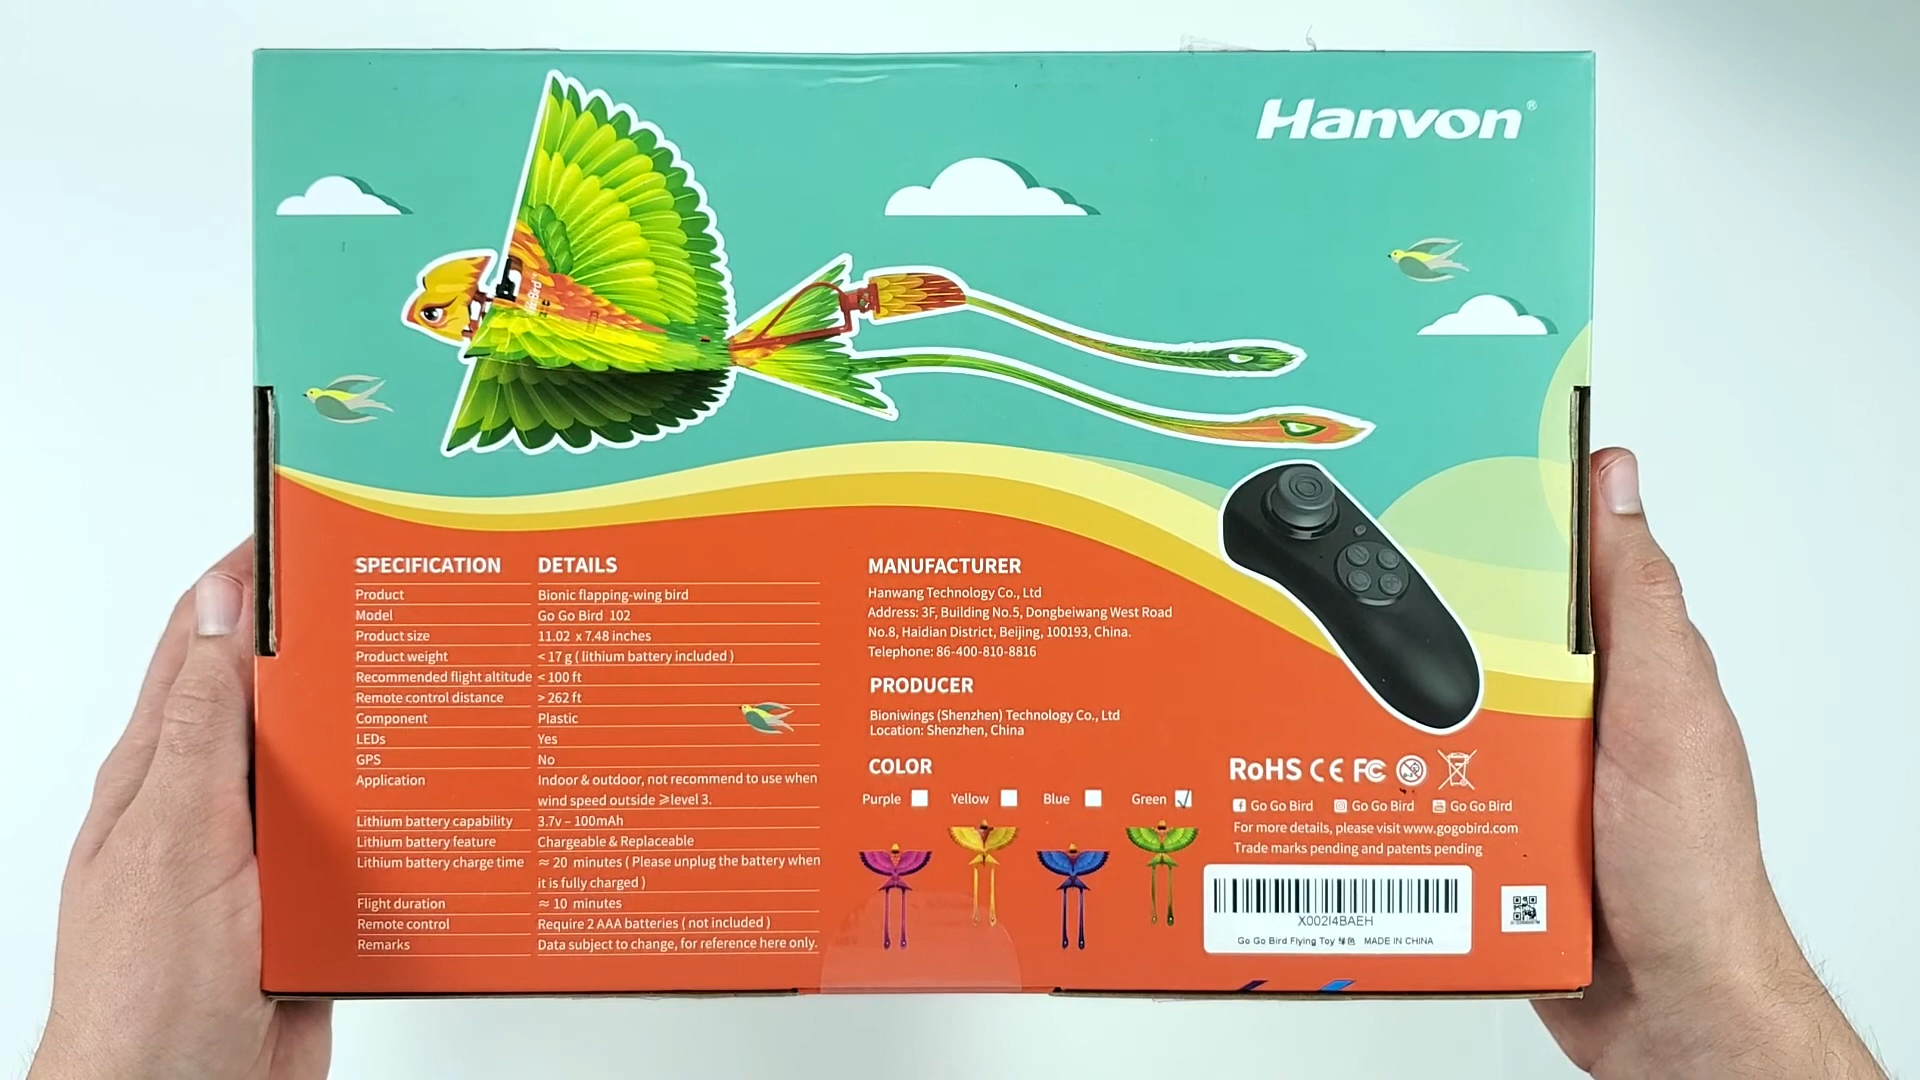 Hanvon®
GoBird™
SPECIFICATION DETAILS
Product Bionic flapping-wing bird
Model Go Go Bird 102
Product size 11.02 x 7.48 inches
Product weight < 17 g ( lithium battery included )
Recommended flight altitude < 100 ft
Remote control distance > 262 ft
Component Plastic
LEDs Yes
GPS No
Application Indoor & outdoor, not recommend to use when
wind speed outside ⩾level 3.
Lithium battery capability 3.7v – 100mAh
Lithium battery feature Chargeable & Replaceable
Lithium battery charge time ≈ 20 minutes ( Please unplug the battery when
it is fully charged )
Flight duration ≈ 10 minutes
Remote control Require 2 AAA batteries ( not included )
Remarks Data subject to change, for reference here only.
MANUFACTURER
Hanwang Technology Co., Ltd
Address: 3F, Building No.5, Dongbeiwang West Road
No.8, Haidian District, Beijing, 100193, China.
Telephone: 86-400-810-8816
PRODUCER
Bioniwings (Shenzhen) Technology Co., Ltd
Location: Shenzhen, China
COLOR
Purple Yellow Blue Green
RoHS CE FC
Go Go Bird Go Go Bird Go Go Bird
For more details, please visit www.gogobird.com
Trade marks pending and patents pending
X002I4BAEH
Go Go Bird Flying Toy 绿色 MADE IN CHINA